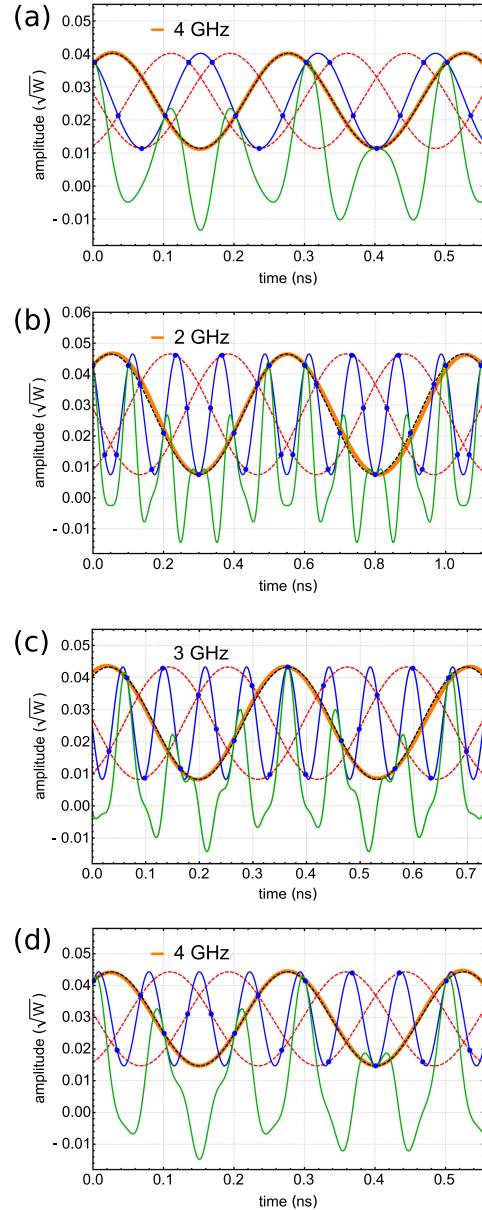 (a)
4 GHz
amplitude (√W)
0.05
0.04
0.03
0.02
0.01
0.00
- 0.01
0.0 0.1 0.2 0.3 0.4 0.5
time (ns)
(b)
2 GHz
amplitude (√W)
0.06
0.05
0.04
0.03
0.02
0.01
0.00
- 0.01
0.0 0.2 0.4 0.6 0.8 1.0
time (ns)
(c)
3 GHz
amplitude (√W)
0.05
0.04
0.03
0.02
0.01
0.00
- 0.01
0.0 0.1 0.2 0.3 0.4 0.5 0.6 0.7
time (ns)
(d)
4 GHz
amplitude (√W)
0.05
0.04
0.03
0.02
0.01
0.00
- 0.01
0.0 0.1 0.2 0.3 0.4 0.5
time (ns)